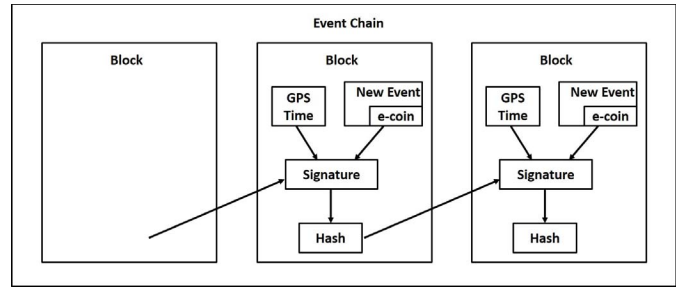 Event Chain
Block
Block
Block
GPS
Time
New Event
e-coin
Signature
Hash
GPS
Time
New Event
e-coin
Signature
Hash